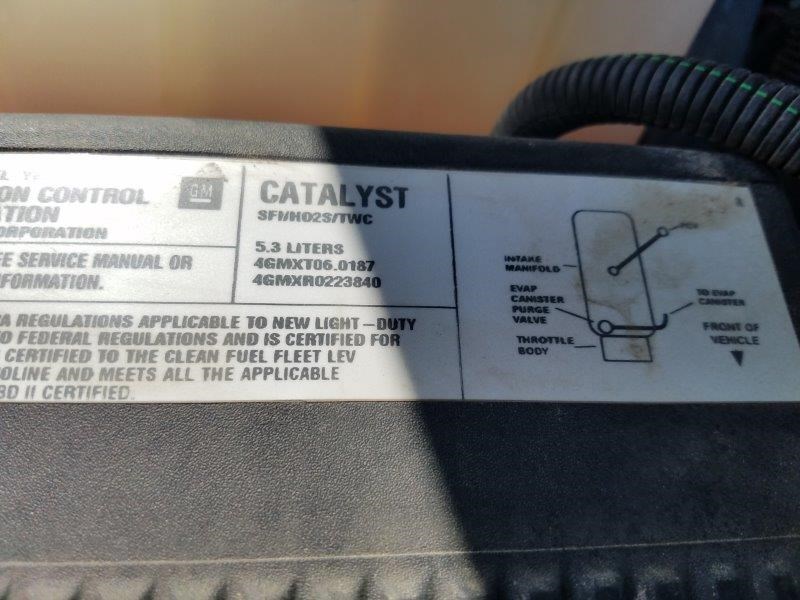 ON CONTROL
ATION
ORPORATION
EE SERVICE MANUAL OR
NFORMATION.
GM
CATALYST
SFI/HO2S/TWC
5.3 LITERS
4GMXT06.0187
4GMXR0223840
A REGULATIONS APPLICABLE TO NEW LIGHT-DUTY
O FEDERAL REGULATIONS AND IS CERTIFIED FOR
CERTIFIED TO THE CLEAN FUEL FLEET LEV
OLINE AND MEETS ALL THE APPLICABLE
BD II CERTIFIED.
PCV
INTAKE
MANIFOLD
EVAP
CANISTER
PURGE
VALVE
THROTTLE
BODY
TO EVAP
CANISTER
FRONT OF
VEHICLE